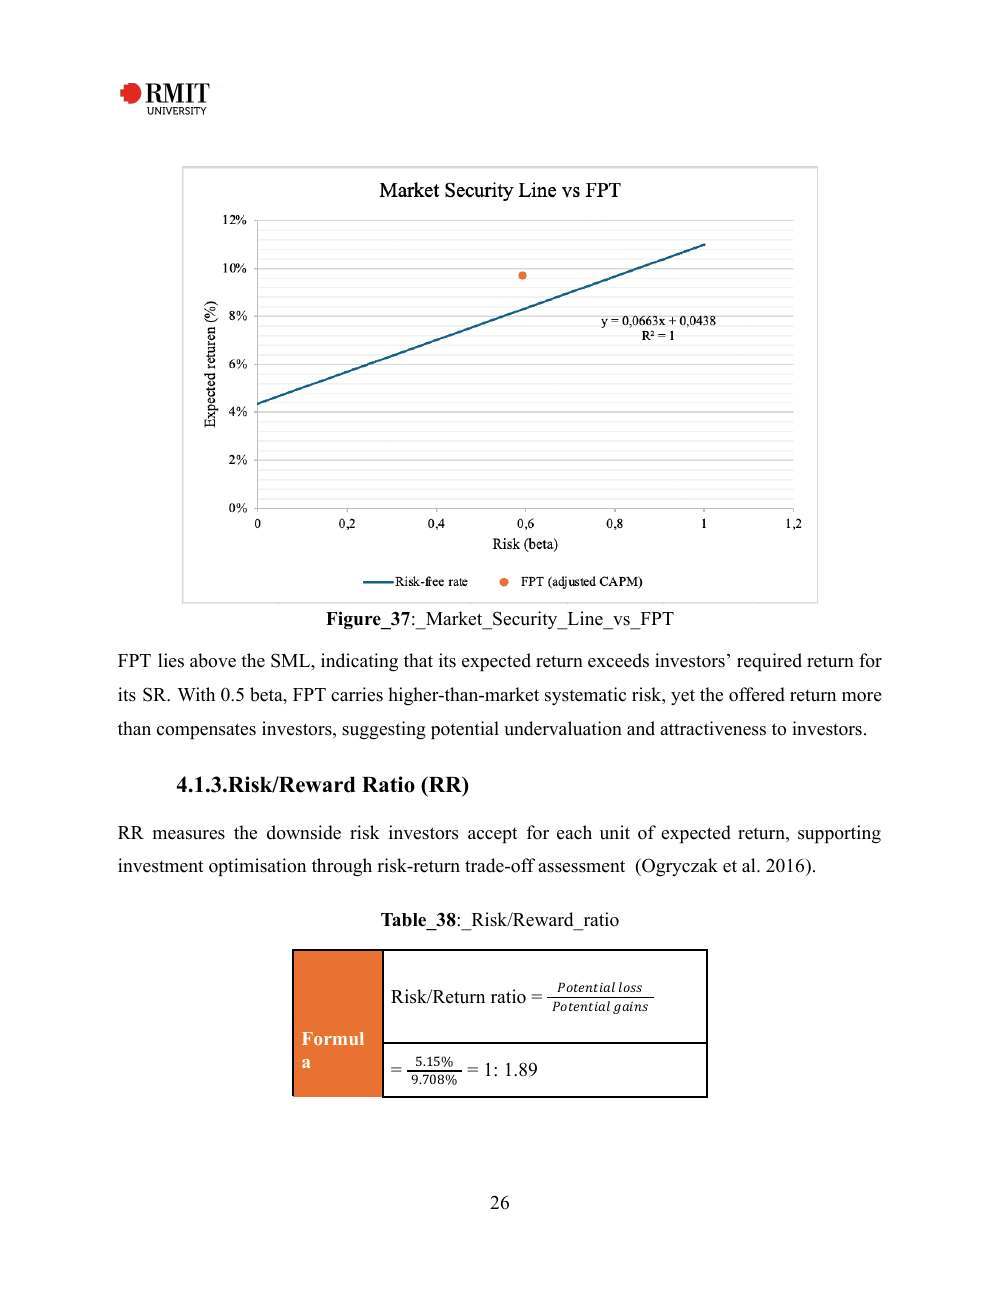 RMIT
UNIVERSITY
Market Security Line vs FPT
12%
10%
8%
6%
4%
2%
0%
Expected returen (%)
y = 0,0663x + 0,0438
R² = 1
0 0,2 0,4 0,6 0,8 1 1,2
Risk (beta)
Risk-free rate FPT (adjusted CAPM)
Figure_37:_Market_Security_Line_vs_FPT
FPT lies above the SML, indicating that its expected return exceeds investors’ required return for
its SR. With 0.5 beta, FPT carries higher-than-market systematic risk, yet the offered return more
than compensates investors, suggesting potential undervaluation and attractiveness to investors.
4.1.3.Risk/Reward Ratio (RR)
RR measures the downside risk investors accept for each unit of expected return, supporting
investment optimisation through risk-return trade-off assessment (Ogryczak et al. 2016).
Table_38:_Risk/Reward_ratio
Formul
a
Risk/Return ratio = Potential loss / Potential gains
= 5.15% / 9.708% = 1: 1.89
26